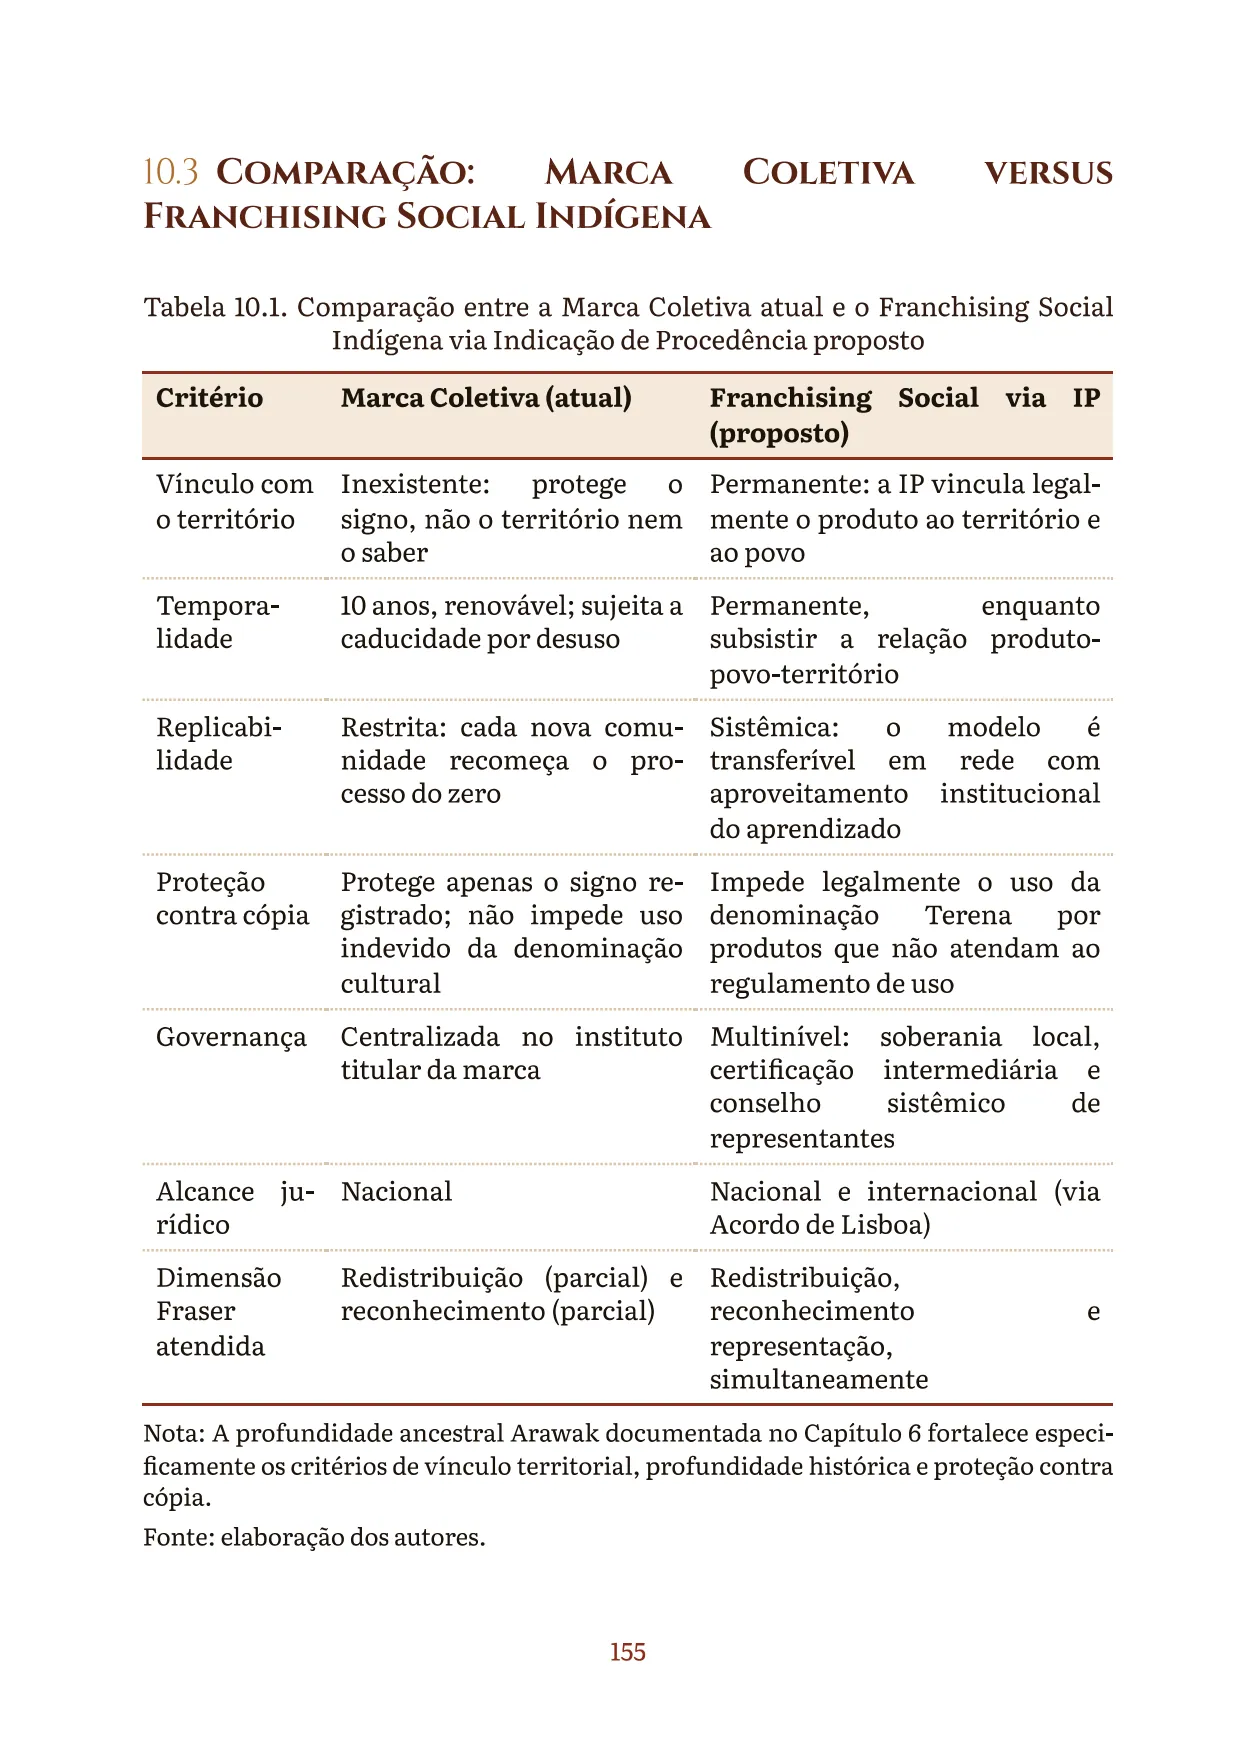 10.3 Comparação: Marca Coletiva versus
Franchising Social Indígena
Tabela 10.1. Comparação entre a Marca Coletiva atual e o Franchising Social
Indígena via Indicação de Procedência proposto
Critério
Marca Coletiva (atual)
Franchising Social via IP
(proposto)
Vínculo com
o território
Inexistente: protege o
signo, não o território nem
o saber
Permanente: a IP vincula legal-
mente o produto ao território e
ao povo
Tempora-
lidade
10 anos, renovável; sujeita a
caducidade por desuso
Permanente, enquanto
subsistir a relação produto-
povo-território
Replicabi-
lidade
Restrita: cada nova comu-
nidade recomeça o pro-
cesso do zero
Sistêmica: o modelo é
transferível em rede com
aproveitamento institucional
do aprendizado
Proteção
contra cópia
Protege apenas o signo re-
gistrado; não impede uso
indevido da denominação
cultural
Impede legalmente o uso da
denominação Terena por
produtos que não atendam ao
regulamento de uso
Governança
Centralizada no instituto
titular da marca
Multinível: soberania local,
certificação intermediária e
conselho sistêmico de
representantes
Alcance ju-
rídico
Nacional
Nacional e internacional (via
Acordo de Lisboa)
Dimensão
Fraser
atendida
Redistribuição (parcial) e
reconhecimento (parcial)
Redistribuição,
reconhecimento e
representação,
simultaneamente
Nota: A profundidade ancestral Arawak documentada no Capítulo 6 fortalece especi-
ficamente os critérios de vínculo territorial, profundidade histórica e proteção contra
cópia.
Fonte: elaboração dos autores.
155